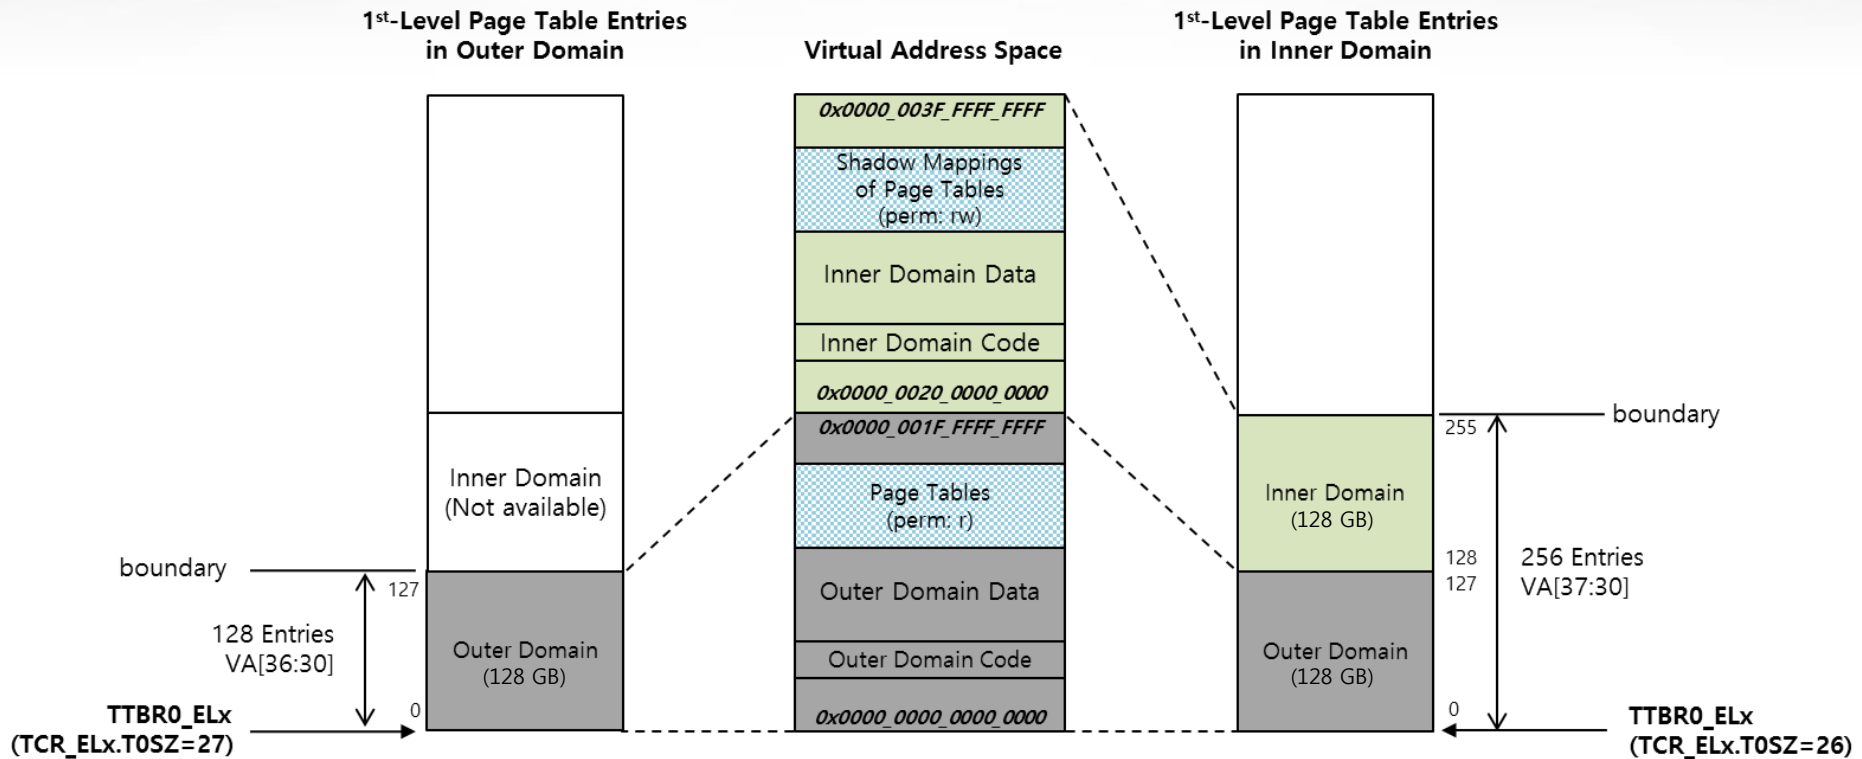 1st-Level Page Table Entries
in Outer Domain
Virtual Address Space
1st-Level Page Table Entries
in Inner Domain
Inner Domain
(Not available)
boundary
127
128 Entries
VA[36:30]
Outer Domain
(128 GB)
0
TTBR0_ELx
(TCR_ELx.T0SZ=27)
0x0000_003F_FFFF_FFFF
Shadow Mappings
of Page Tables
(perm: rw)
Inner Domain Data
Inner Domain Code
0x0000_0020_0000_0000
0x0000_001F_FFFF_FFFF
Page Tables
(perm: r)
Outer Domain Data
Outer Domain Code
0x0000_0000_0000_0000
boundary
255
Inner Domain
(128 GB)
128
127
256 Entries
VA[37:30]
Outer Domain
(128 GB)
0
TTBR0_ELx
(TCR_ELx.T0SZ=26)